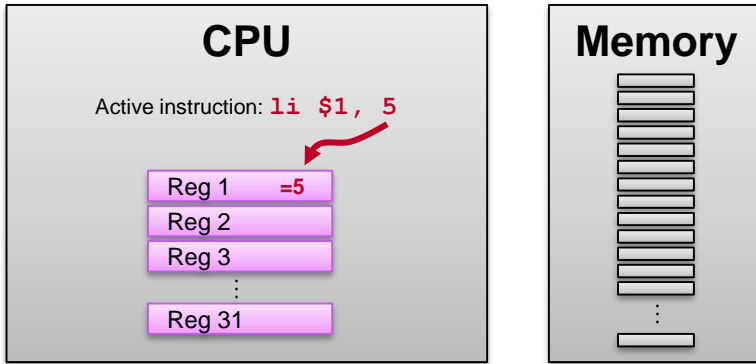 CPU
Active instruction: li $1, 5
Reg 1 =5
Reg 2
Reg 3
⋮
Reg 31
Memory
⋮